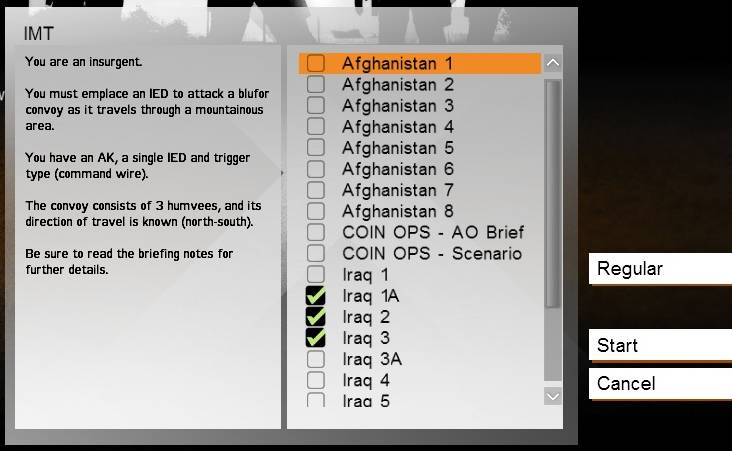 IMT
You are an insurgent.
You must emplace an IED to attack a blufor
convoy as it travels through a mountainous
area.
You have an AK, a single IED and trigger
type (command wire).
The convoy consists of 3 humvees, and its
direction of travel is known (north-south).
Be sure to read the briefing notes for
further details.
Afghanistan 1
Afghanistan 2
Afghanistan 3
Afghanistan 4
Afghanistan 5
Afghanistan 6
Afghanistan 7
Afghanistan 8
COIN OPS - AO Brief
COIN OPS - Scenario
Iraq 1
Iraq 1A
Iraq 2
Iraq 3
Iraq 3A
Iraq 4
Iraq 5
Regular
Start
Cancel